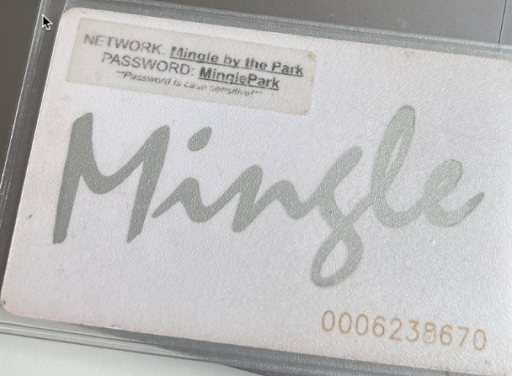 NETWORK: Mingle by the Park
PASSWORD: MinglePark
**Password is case sensitive!**
Mingle
0006238670